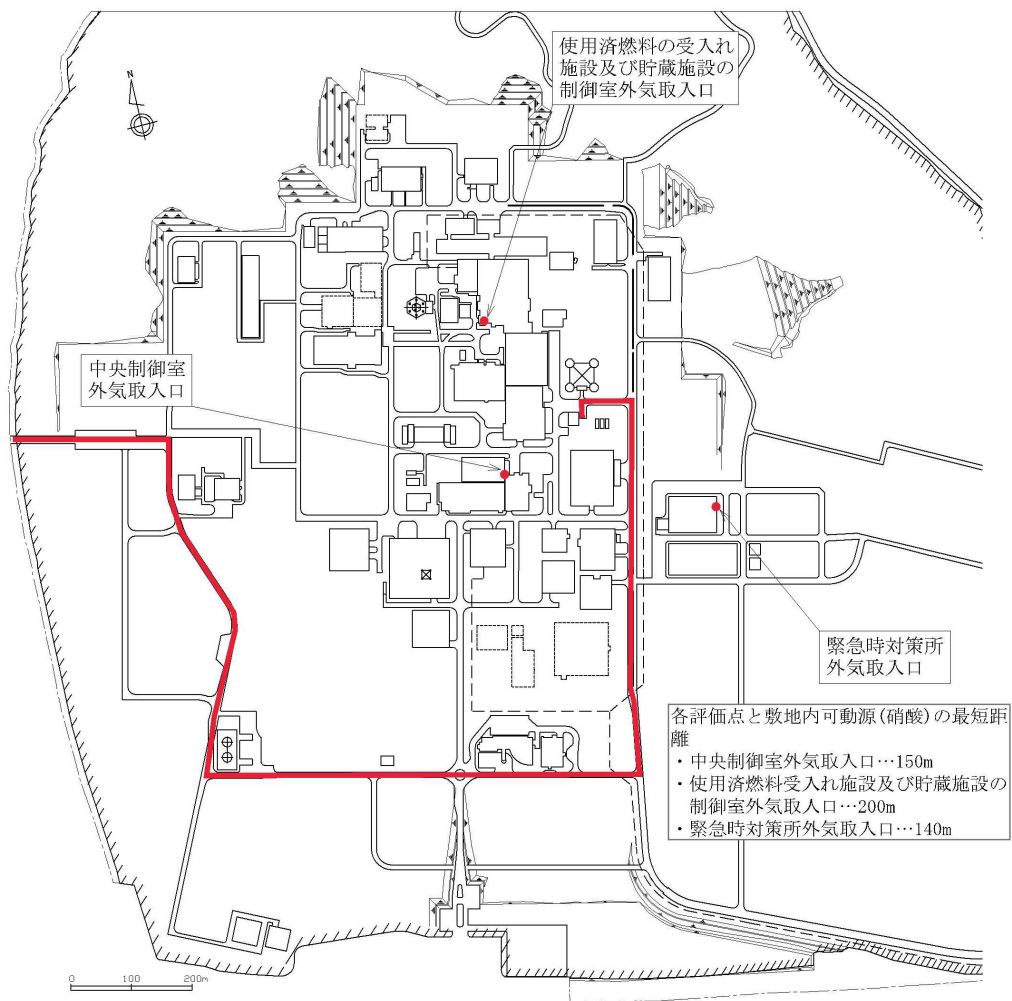 使用済燃料の受入れ
施設及び貯蔵施設の
制御室外気取入口
N
中央制御室
外気取入口
緊急時対策所
外気取入口
各評価点と敷地内可動源(硝酸)の最短距
離
・中央制御室外気取入口…150m
・使用済燃料受入れ施設及び貯蔵施設の
制御室外気取入口…200m
・緊急時対策所外気取入口…140m
0 100 200m